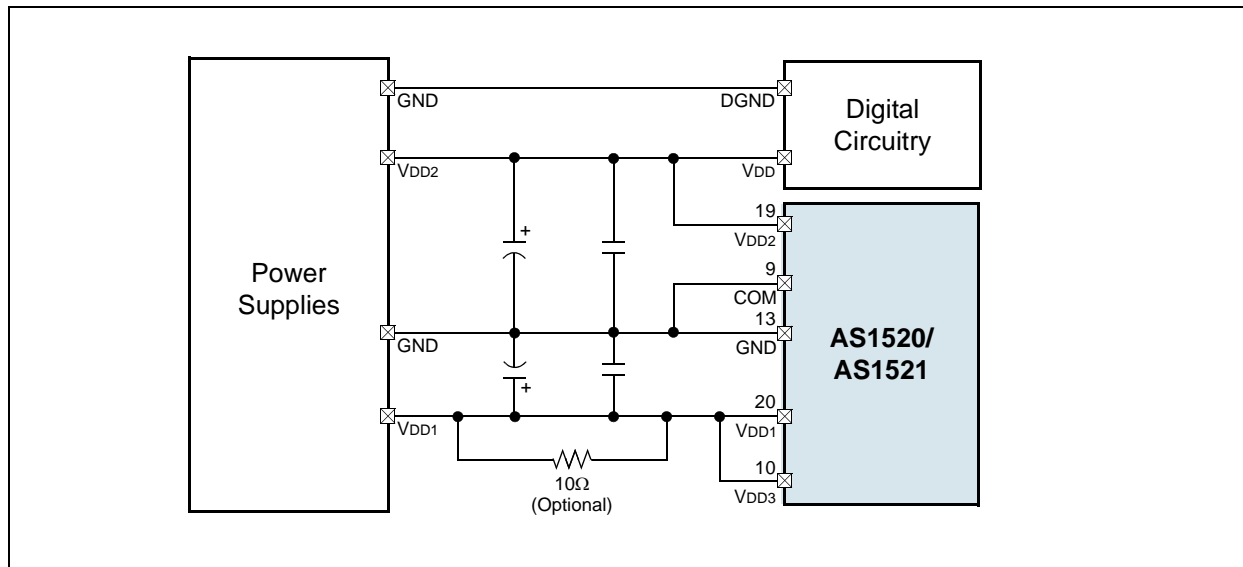 Power
Supplies
GND
VDD2
GND
VDD1
+
+
10Ω
(Optional)
DGND
VDD
Digital
Circuitry
19
VDD2
9
COM
13
GND
20
VDD1
10
VDD3
AS1520/
AS1521